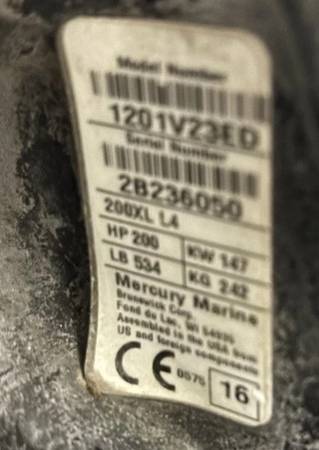 Model Number
1201V23ED
Serial Number
2B236050
200XL L4
HP 200 KW 147
LB 534 KG 242
Mercury Marine
Brunswick Corp.
Fond du Lac, WI 54935
Assembled in the USA from
US and foreign components
CE 0575 16